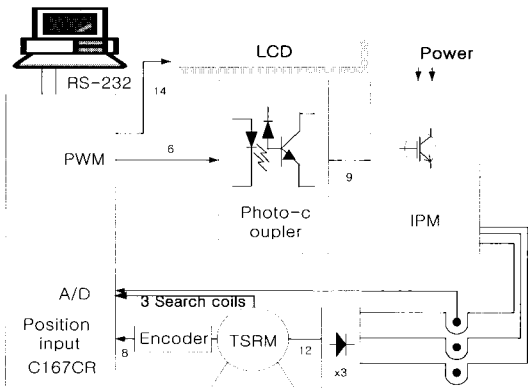 LCD
Power
RS-232
14
PWM
6
9
Photo-c
oupler
IPM
A/D
3 Search coils
Position
input
8
Encoder
TSRM
12
x3
C167CR